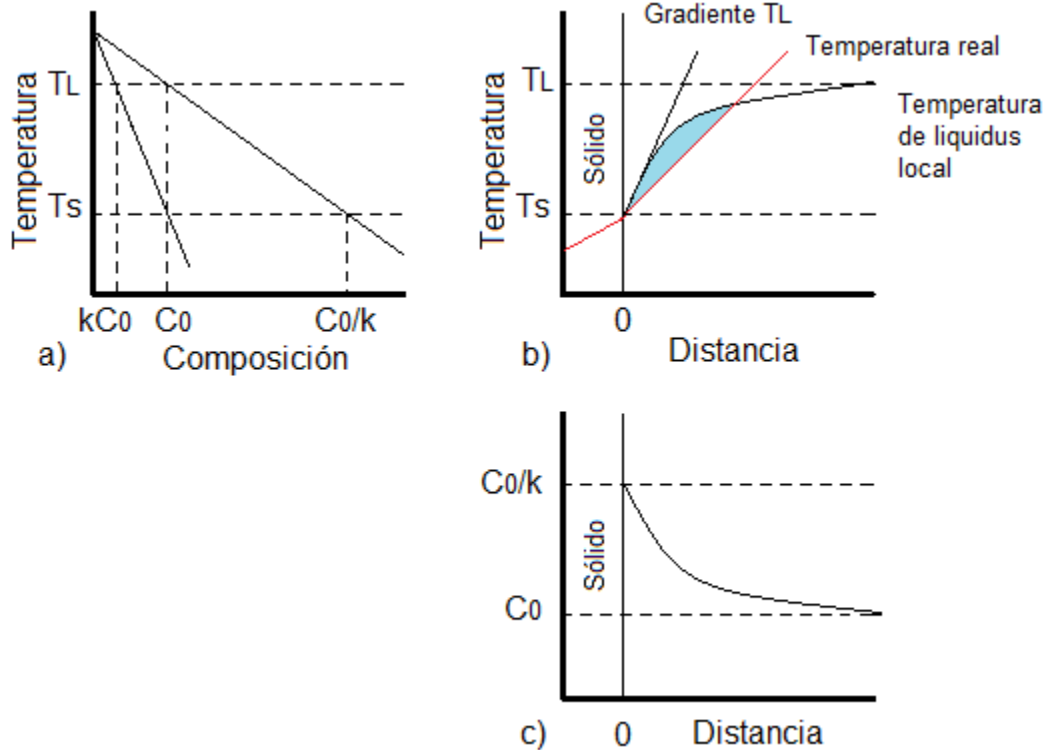 Temperatura
TL
Ts
kC0
C0
C0/k
a)
Composición
Gradiente TL
Temperatura real
Temperatura
TL
Ts
Sólido
Temperatura
de liquidus
local
0
b)
Distancia
C0/k
C0
Sólido
c)
0
Distancia